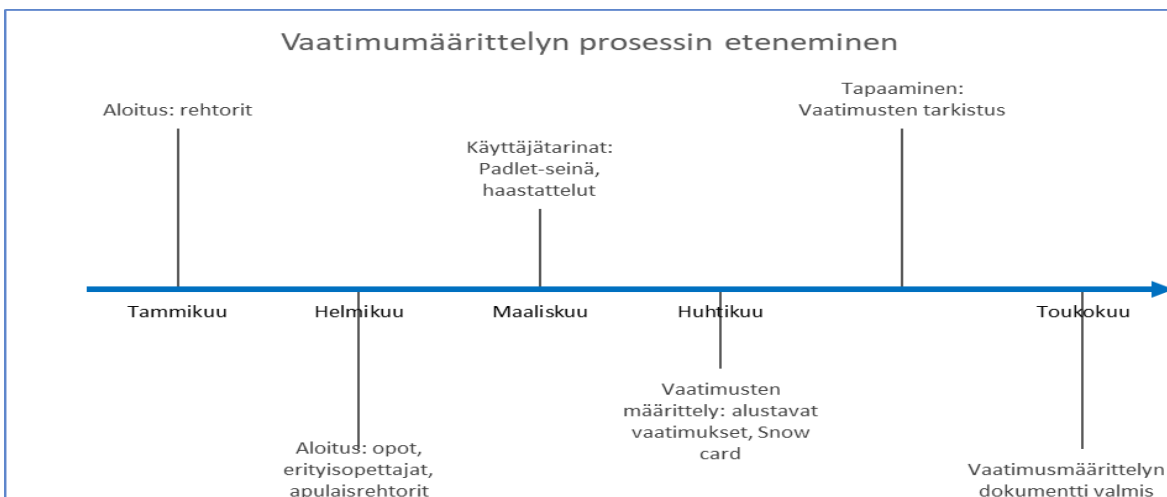 Vaatimumäärittelyn prosessin eteneminen
Aloitus: rehtorit
Käyttäjätarinat:
Padlet-seinä,
haastattelut
Tapaaminen:
Vaatimusten tarkistus
Tammikuu
Helmikuu
Maaliskuu
Huhtikuu
Toukokuu
Aloitus: opot,
erityisopettajat,
apulaisrehtorit
Vaatimusten
määrittely: alustavat
vaatimukset, Snow
card
Vaatimusmäärittelyn
dokumentti valmis